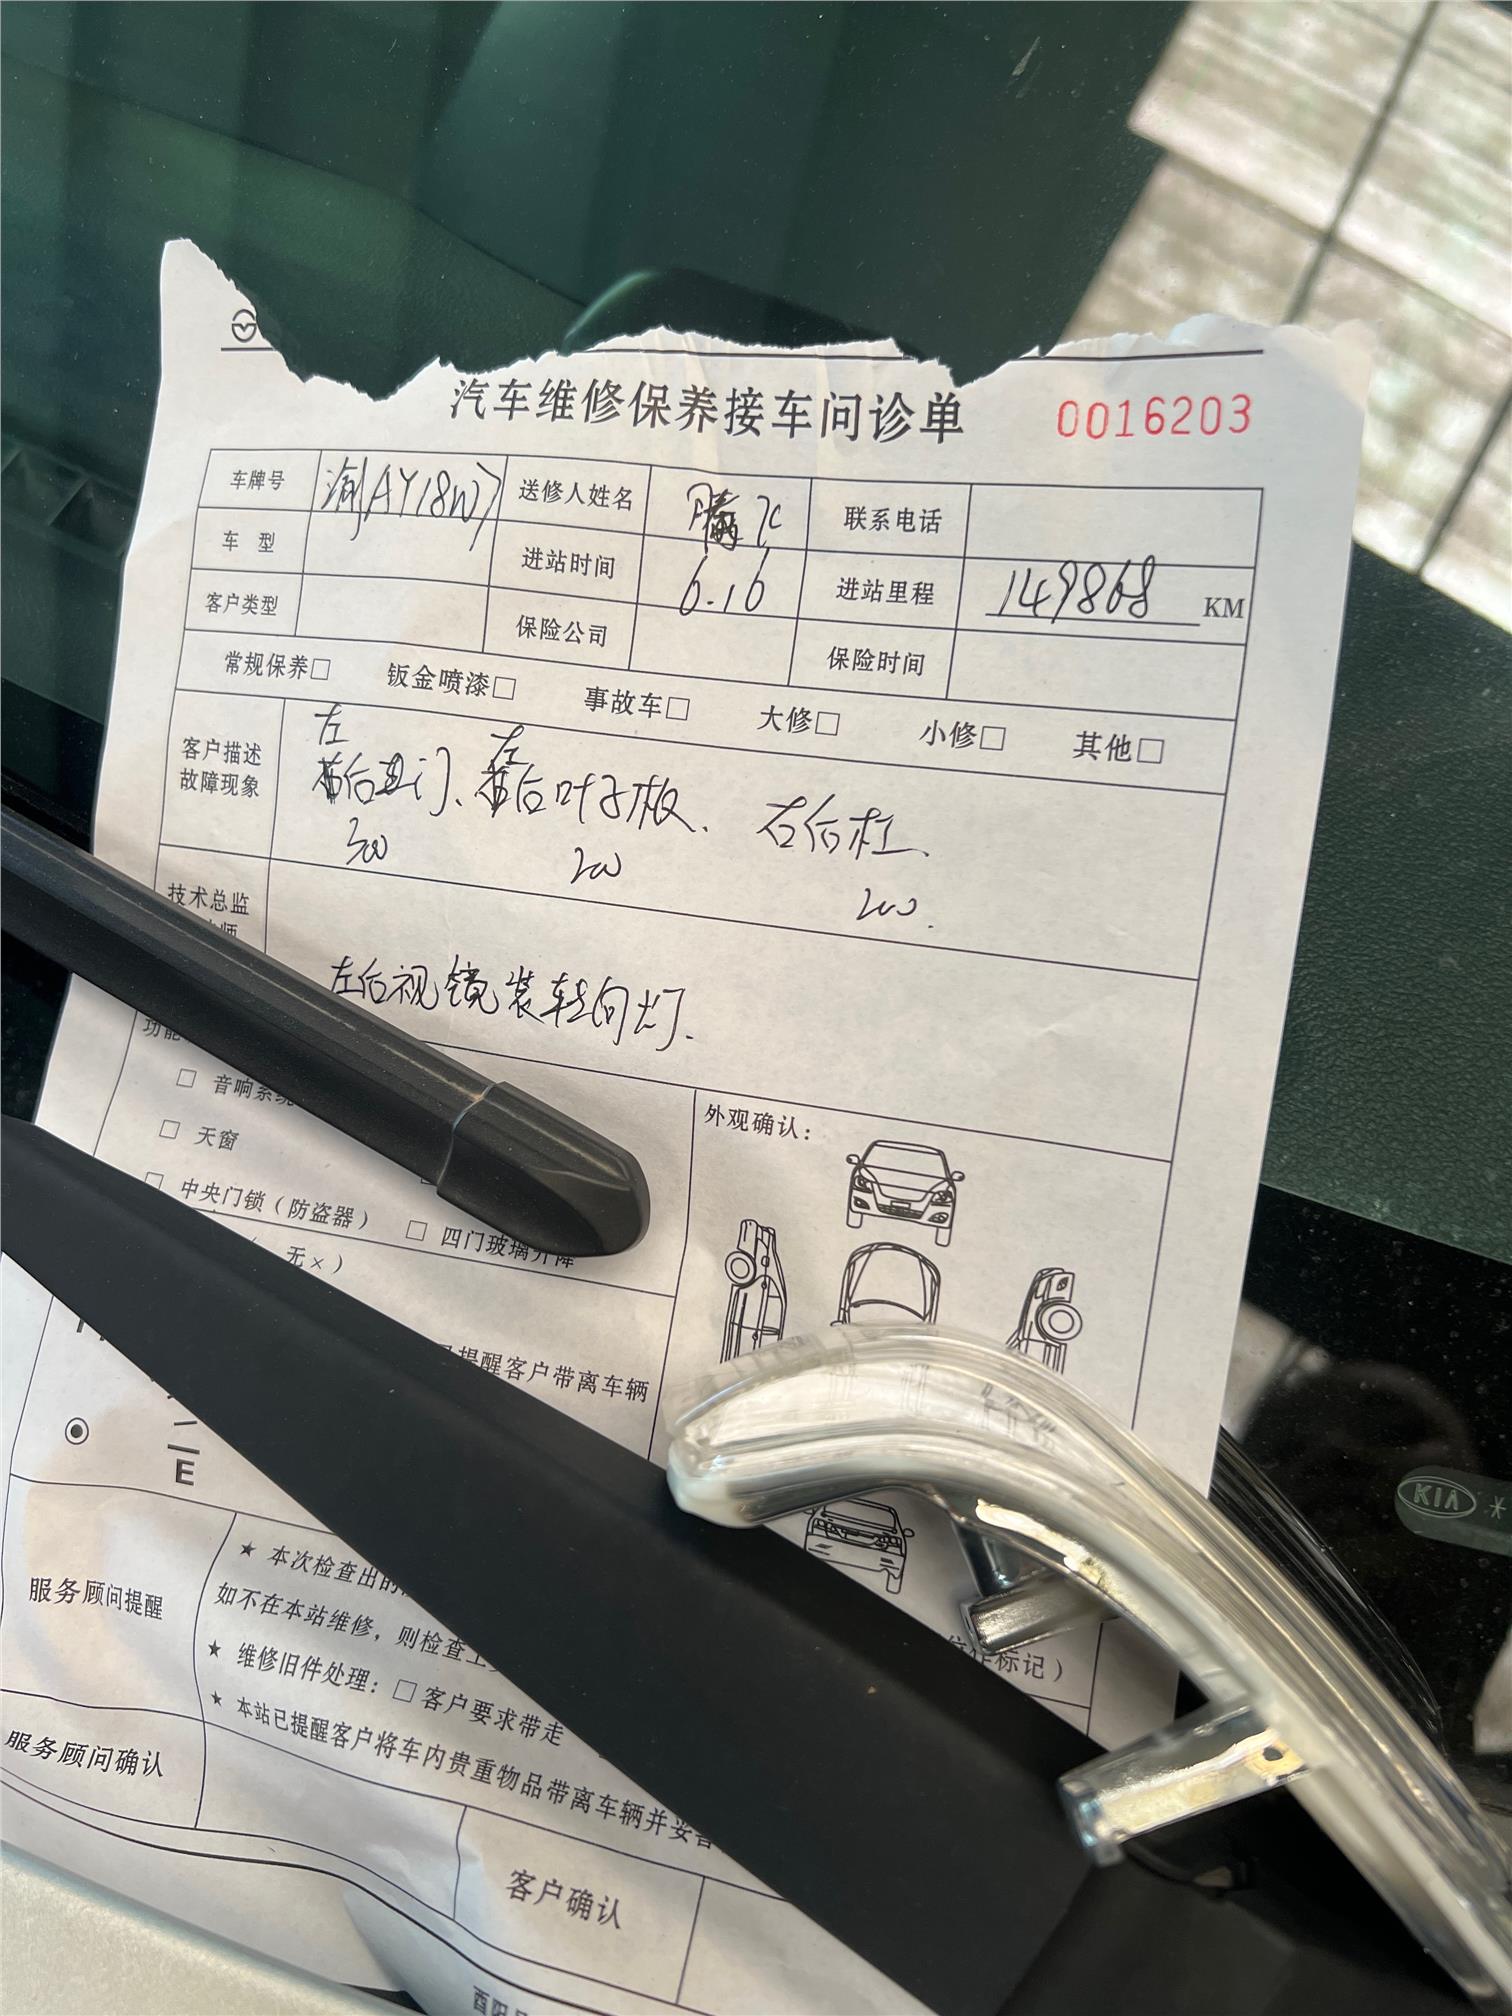 汽车维修保养接车问诊单 0016203
车牌号 渝AY18W7 送修人姓名 联系电话
车 型 进站时间 6.16 进站里程 149868 KM
客户类型 保险公司 保险时间
常规保养□ 钣金喷漆□ 事故车□ 大修□ 小修□ 其他□
客户描述
故障现象
左 左
后 门、 后叶子板、 右后杠、
300 200 200.
技术总监
师
左后视镜装转向灯.
功能
外观确认:
□ 音响系统
□ 天窗
□ 中央门锁(防盗器) □ 四门玻璃升降
无×)
提醒客户带离车辆
E
KIA
作标记)
服务顾问提醒
★ 本次检查出的
如不在本站维修,则检查工
★ 维修旧件处理:□ 客户要求带走
★ 本站已提醒客户将车内贵重物品带离车辆并妥善
服务顾问确认
客户确认
酉阳